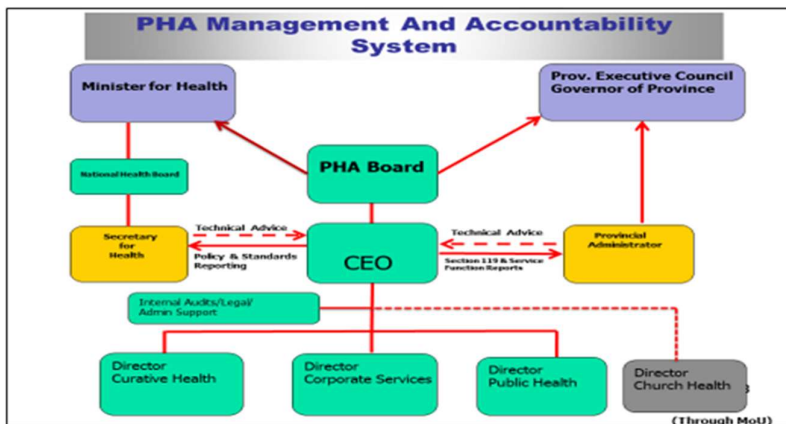 PHA Management And Accountability
System
Minister for Health
Prov. Executive Council
Governor of Province
PHA Board
National Health Board
Secretary
for
Health
Technical Advice
Policy & Standards
Reporting
CEO
Technical Advice
Section 119 & Service
Function Reports
Provincial
Administrator
Internal Audits/Legal/
Admin Support
Director
Curative Health
Director
Corporate Services
Director
Public Health
Director
Church Health
3
(Through MoU)